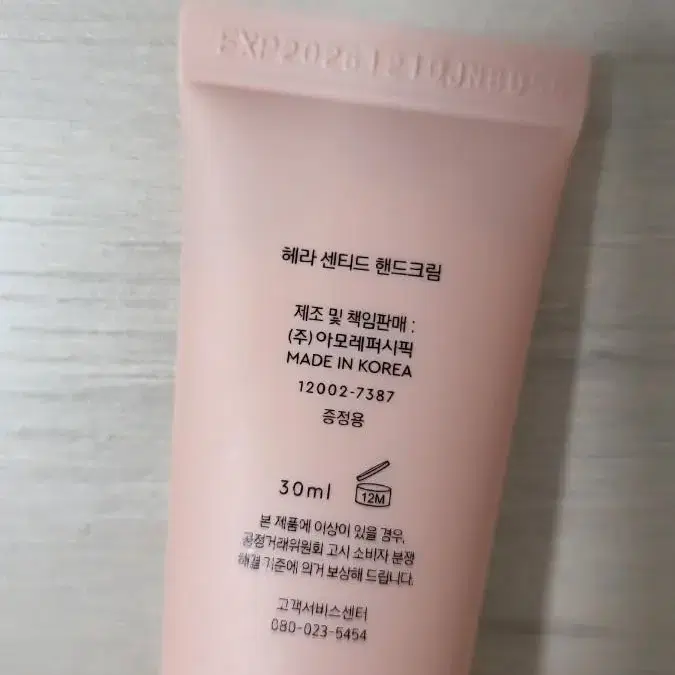 EXP20261210JN80
헤라 센티드 핸드크림
제조 및 책임판매 :
(주)아모레퍼시픽
MADE IN KOREA
12002-7387
증정용
30ml 12M
본 제품에 이상이 있을 경우,
공정거래위원회 고시 소비자 분쟁
해결 기준에 의거 보상해 드립니다.
고객서비스센터
080-023-5454